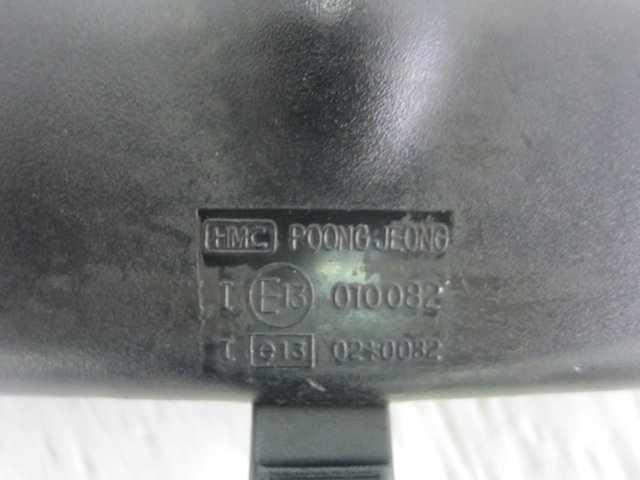 HMC POONG JEONG
I E13 010082
I e13 02*0082